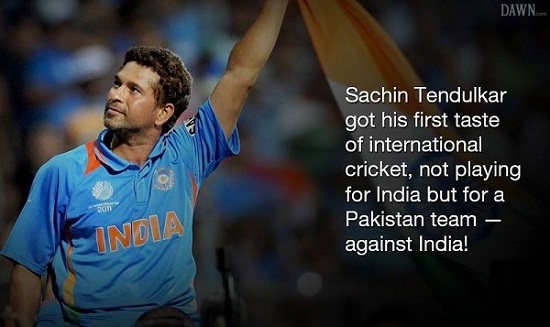 DAWN.com
Sachin Tendulkar
got his first taste
of international
cricket, not playing
for India but for a
Pakistan team —
against India!
2011
INDIA